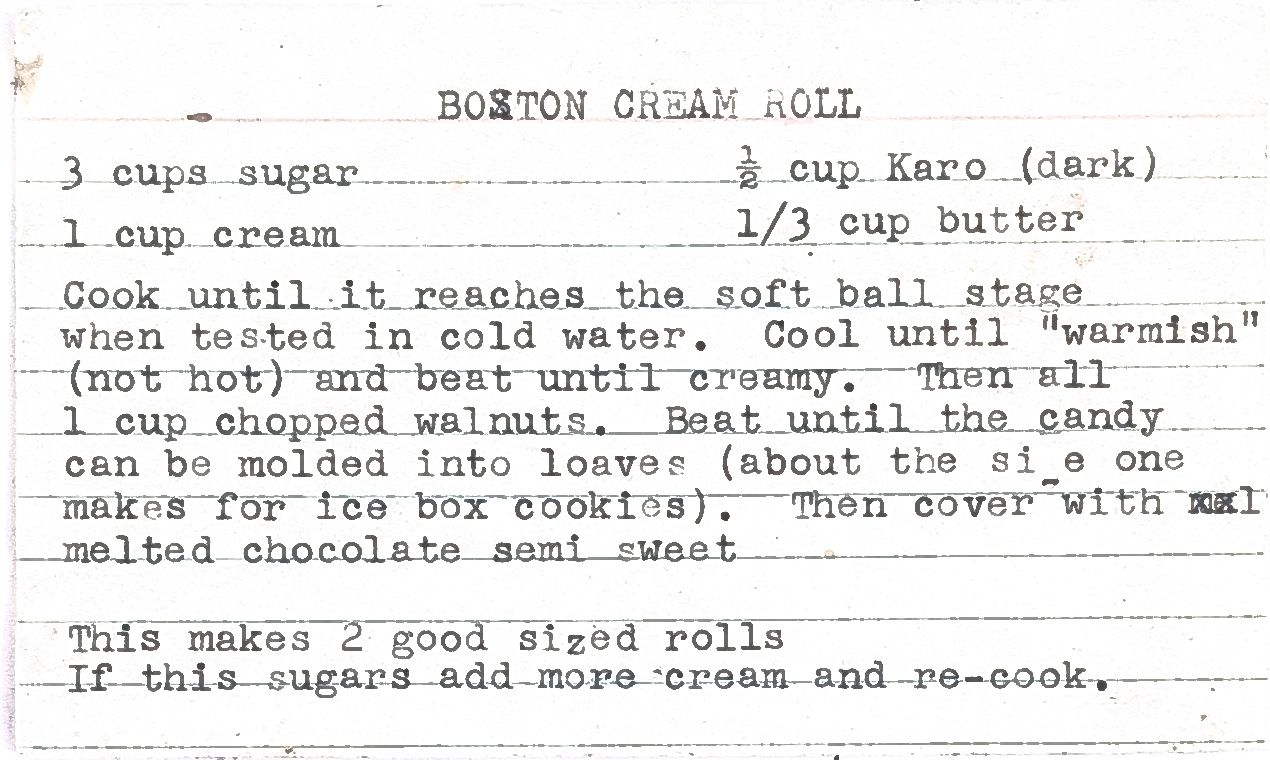 BOSTON CREAM ROLL
3 cups sugar ½ cup Karo (dark)
1 cup cream 1/3 cup butter
Cook until it reaches the soft ball stage
when tested in cold water. Cool until "warmish"
(not hot) and beat until creamy. Then all
1 cup chopped walnuts. Beat until the candy
can be molded into loaves (about the si_e one
makes for ice box cookies). Then cover with
melted chocolate semi sweet
This makes 2 good sized rolls
If this sugars add more cream and re-cook.